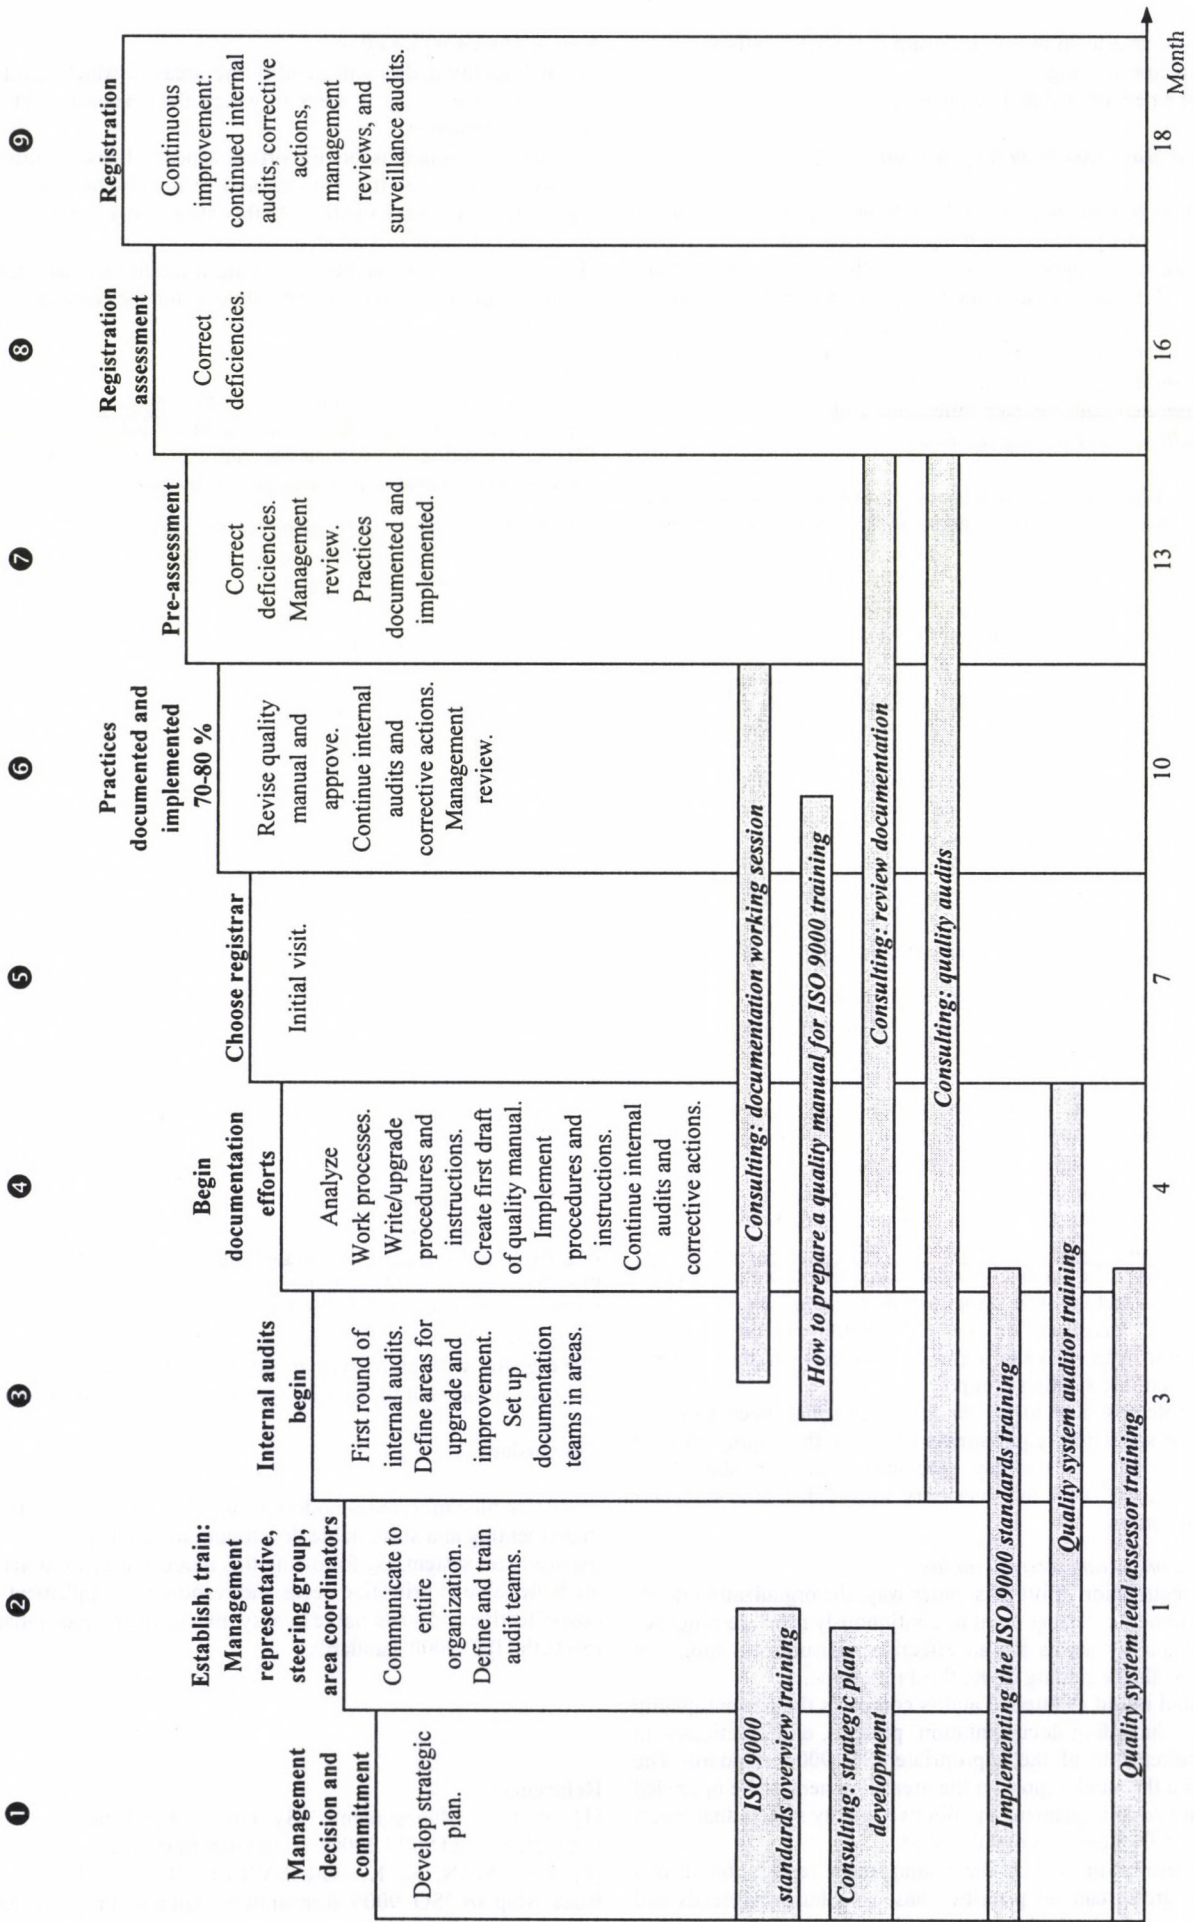 ❶
Management
decision and
commitment
Develop strategic
plan.
❷
Establish, train:
Management
representative,
steering group,
area coordinators
Communicate to
entire
organization.
Define and train
audit teams.
❸
Internal audits
begin
First round of
internal audits.
Define areas for
upgrade and
improvement.
Set up
documentation
teams in areas.
❹
Begin
documentation
efforts
Analyze
Work processes.
Write/upgrade
procedures and
instructions.
Create first draft
of quality manual.
Implement
procedures and
instructions.
Continue internal
audits and
corrective actions.
❺
Choose registrar
Initial visit.
❻
Practices
documented and
implemented
70-80 %
Revise quality
manual and
approve.
Continue internal
audits and
corrective actions.
Management
review.
❼
Pre-assessment
Correct
deficiencies.
Management
review.
Practices
documented and
implemented.
❽
Registration
assessment
Correct
deficiencies.
❾
Registration
Continuous
improvement:
continued internal
audits, corrective
actions,
management
reviews, and
surveillance audits.
ISO 9000
standards overview training
Consulting: strategic plan
development
Consulting: documentation working session
How to prepare a quality manual for ISO 9000 training
Consulting: review documentation
Consulting: quality audits
Implementing the ISO 9000 standards training
Quality system auditor training
Quality system lead assessor training
1
3
4
7
10
13
16
18
Month